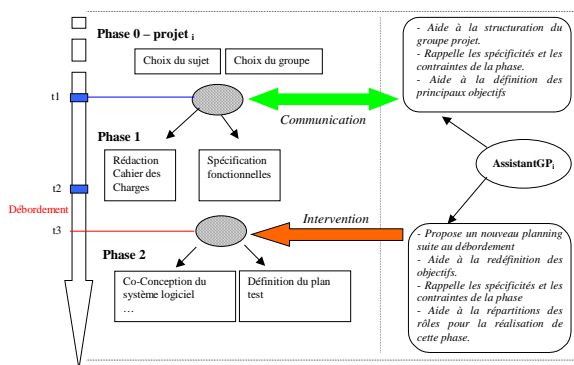 Phase 0 – projet i
Choix du sujet
Choix du groupe
t1
Communication
- Aide à la structuration du
groupe projet.
- Rappelle les spécificités et les
contraintes de la phase.
- Aide à la définition des
principaux objectifs
Phase 1
Rédaction
Cahier des
Charges
Spécification
fonctionnelles
AssistantGPi
t2
Débordement
t3
Intervention
Phase 2
Co-Conception du
système logiciel
…
Définition du plan
test
- Propose un nouveau planning
suite au débordement
- Aide à la redéfinition des
objectifs.
- Rappelle les spécificités et les
contraintes de la phase
- Aide à la répartitions des
rôles pour la réalisation de
cette phase.